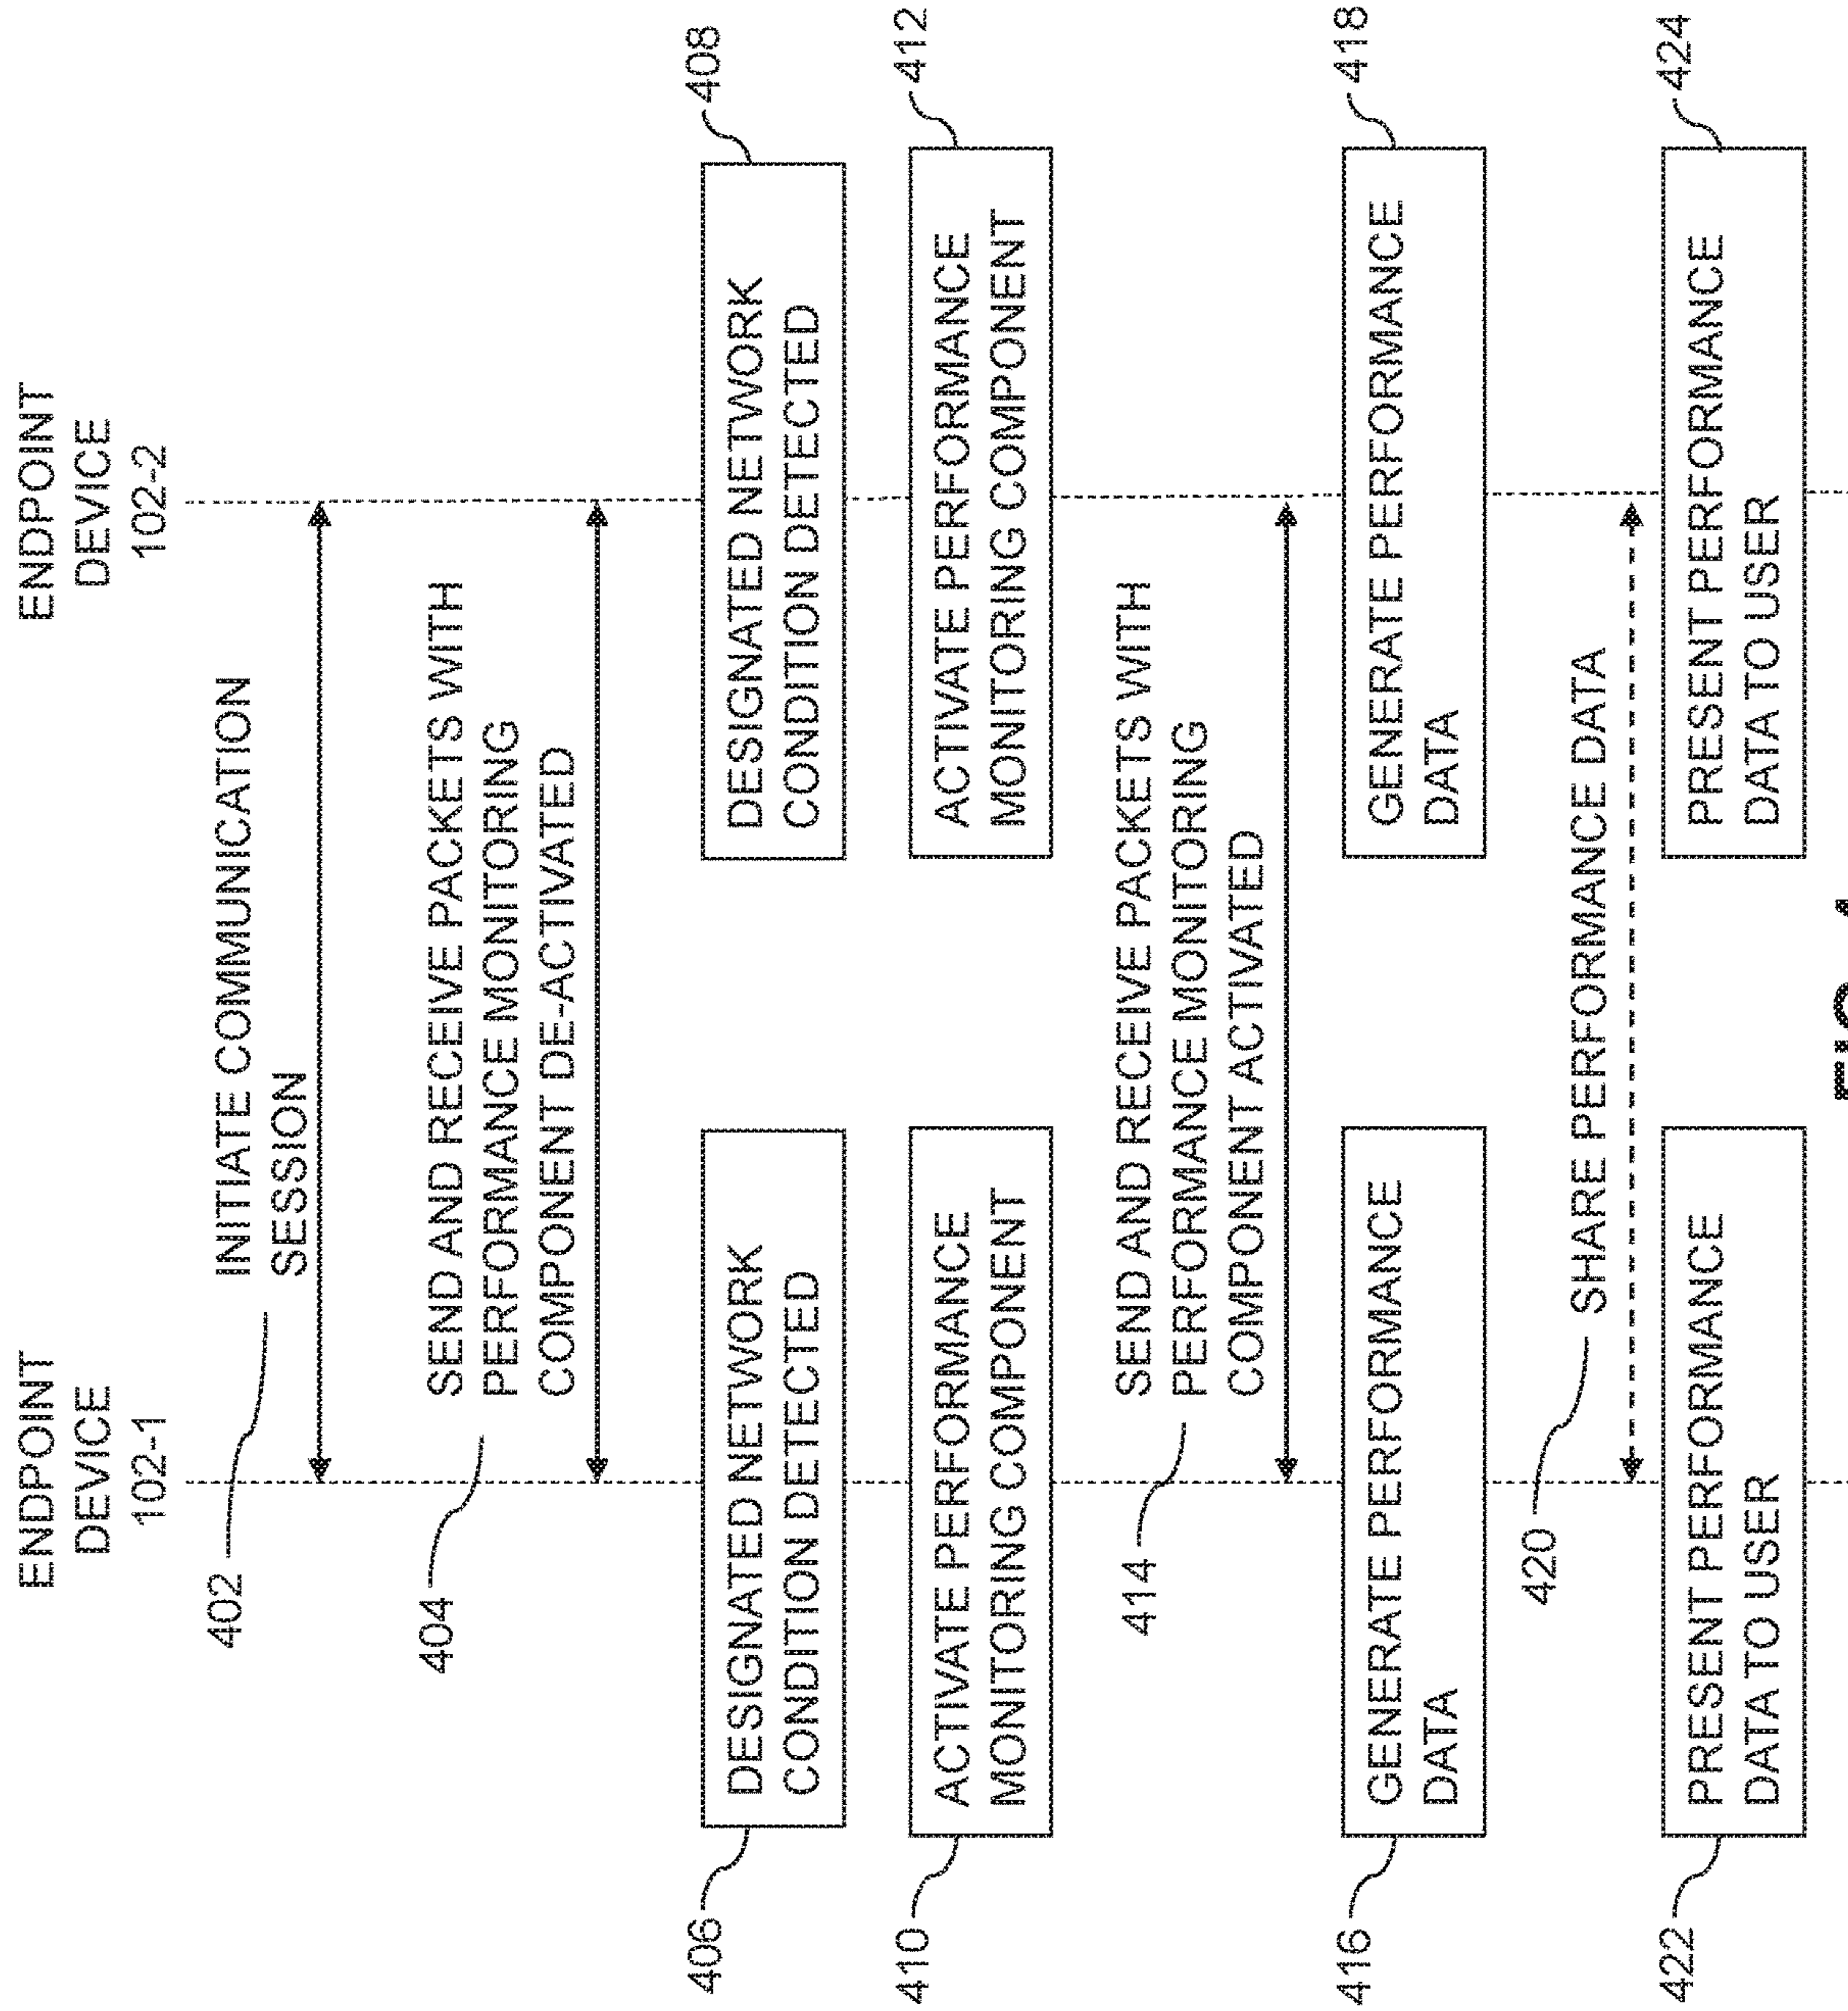 ENDPOINT
DEVICE
102-1
ENDPOINT
DEVICE
102-2
402
INITIATE COMMUNICATION
SESSION
404
SEND AND RECEIVE PACKETS WITH
PERFORMANCE MONITORING
COMPONENT DE-ACTIVATED
406
DESIGNATED NETWORK
CONDITION DETECTED
408
DESIGNATED NETWORK
CONDITION DETECTED
410
ACTIVATE PERFORMANCE
MONITORING COMPONENT
412
ACTIVATE PERFORMANCE
MONITORING COMPONENT
414
SEND AND RECEIVE PACKETS WITH
PERFORMANCE MONITORING
COMPONENT ACTIVATED
416
GENERATE PERFORMANCE
DATA
418
GENERATE PERFORMANCE
DATA
420
SHARE PERFORMANCE DATA
422
PRESENT PERFORMANCE
DATA TO USER
424
PRESENT PERFORMANCE
DATA TO USER